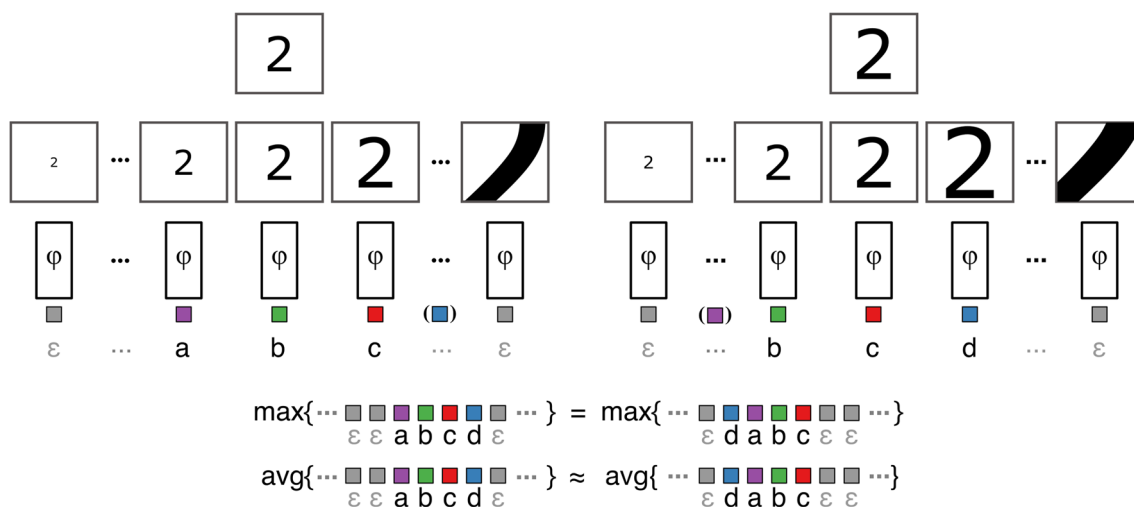 2 2
2 ... 2 2 2 ... 2 ... 2 2 2 ...
φ ... φ φ φ ... φ φ ... φ φ φ ... φ
( ) ( )
ε ... a b c ... ε ε ... b c d ... ε
max{... ... } = max{... ...}
ε ε a b c d ε ε d a b c ε ε
avg{... ... } ≈ avg{... ...}
ε ε a b c d ε ε d a b c ε ε